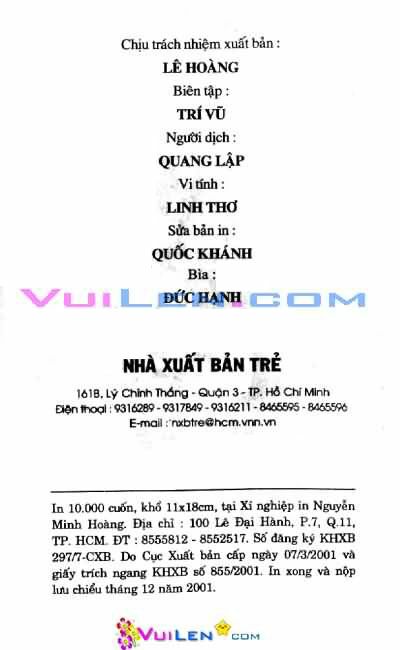 Chịu trách nhiệm xuất bản :
LÊ HOÀNG
Biên tập :
TRÍ VŨ
Người dịch :
QUANG LẬP
Vi tính :
LINH THƠ
Sửa bản in :
QUỐC KHÁNH
Bìa :
VUILEN.COM
ĐỨC HẠNH
NHÀ XUẤT BẢN TRẺ
161B, Lý Chính Thắng - Quận 3 - TP. Hồ Chí Minh
Điện thoại : 9316289 - 9317849 - 9316211 - 8465595 - 8465596
E-mail : nxbtre@hcm.vnn.vn
In 10.000 cuốn, khổ 11x18cm, tại Xí nghiệp in Nguyễn
Minh Hoàng. Địa chỉ : 100 Lê Đại Hành, P.7, Q.11,
TP. HCM. ĐT : 8555812 - 8552517. Số đăng ký KHXB
297/7-CXB. Do Cục Xuất bản cấp ngày 07/3/2001 và
giấy trích ngang KHXB số 855/2001. In xong và nộp
lưu chiểu tháng 12 năm 2001.
VUILEN.COM